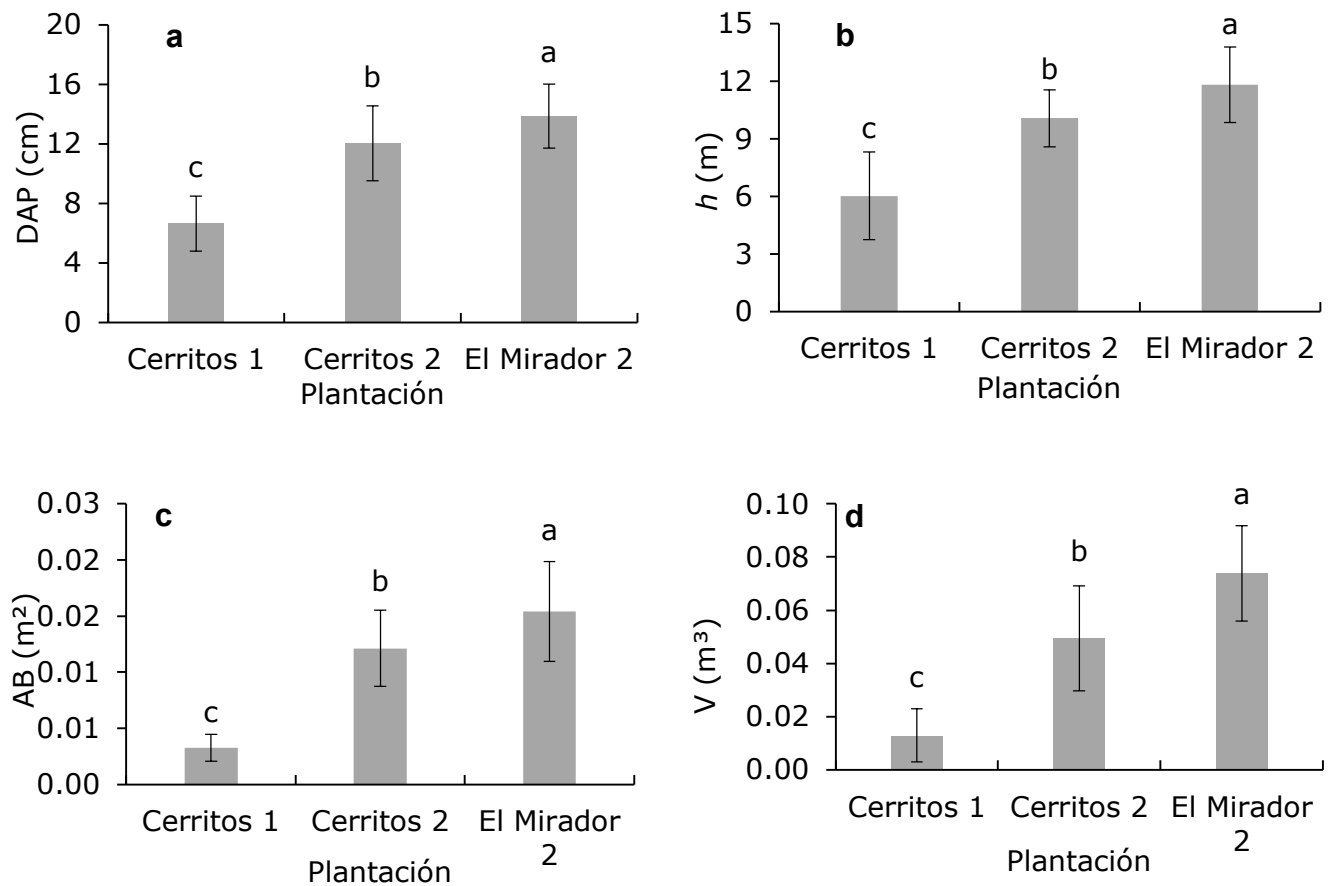 a
20
16
12
8
4
0
DAP (cm)
c
b
a
Cerritos 1 Cerritos 2 El Mirador 2
Plantación
b
15
12
9
6
3
0
h (m)
c
b
a
Cerritos 1 Cerritos 2 El Mirador 2
Plantación
c
0.03
0.02
0.02
0.01
0.01
0.00
AB (m²)
c
b
a
Cerritos 1 Cerritos 2 El Mirador
2
Plantación
d
0.10
0.08
0.06
0.04
0.02
0.00
V (m³)
c
b
a
Cerritos 1 Cerritos 2 El Mirador
2
Plantación